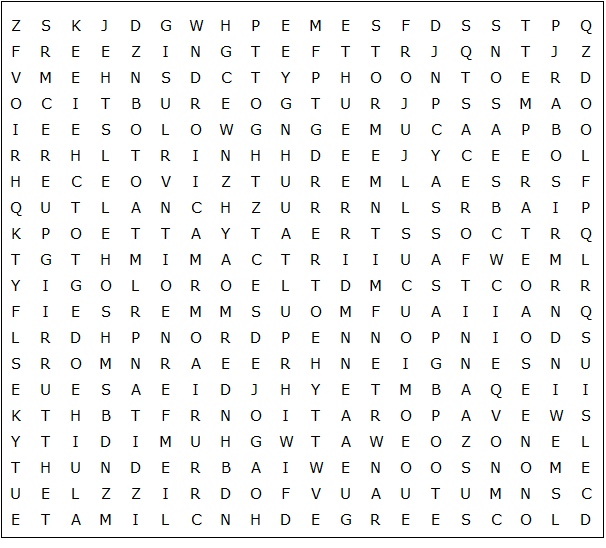 Z S K J D G W H P E M E S F D S S T P Q
F R E E Z I N G T E F T T R J Q N T J Z
V M E H N S D C T Y P H O O N T O E R D
O C I T B U R E O G T U R J P S S M A O
I E E S O L O W G N G E M U C A A P B O
R R H L T R I N H H D E E J Y C E E O L
H E C E O V I Z T U R E M L A E S R S F
Q U T L A N C H Z U R R N L S R B A I P
K P O E T T A Y T A E R T S S O C T R Q
T G T H M I M A C T R I I U A F W E M L
Y I G O L O R O E L T D M C S T C O R R
F I E S R E M M S U O M F U A I I A N Q
L R D H P N O R D P E N N O P N I O D S
S R O M N R A E E R H N E I G N E S N U
E U E S A E I D J H Y E T M B A Q E I I
K T H B T F R N O I T A R O P A V E W S
Y T I D I M U H G W T A W E O Z O N E L
T H U N D E R B A I W E N O O S N O M E
U E L Z Z I R D O F V U A U T U M N S C
E T A M I L C N H D E G R E E S C O L D